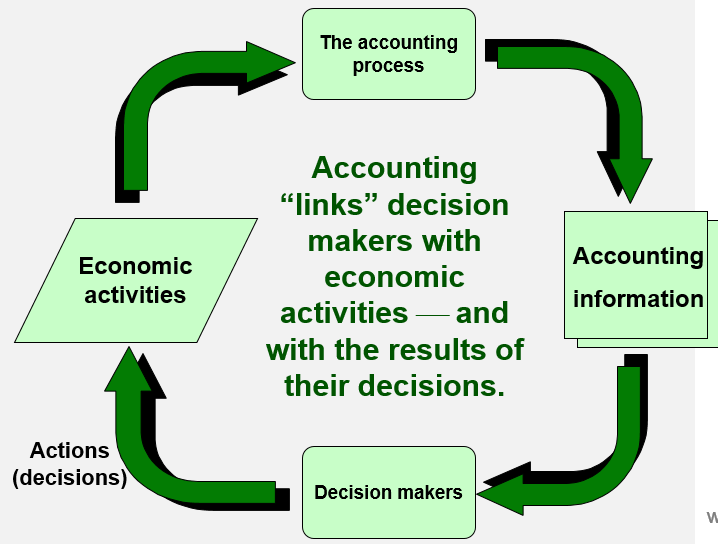 The accounting
process
Accounting
“links” decision
makers with
economic
activities — and
with the results of
their decisions.
Accounting
information
Economic
activities
Actions
(decisions)
Decision makers